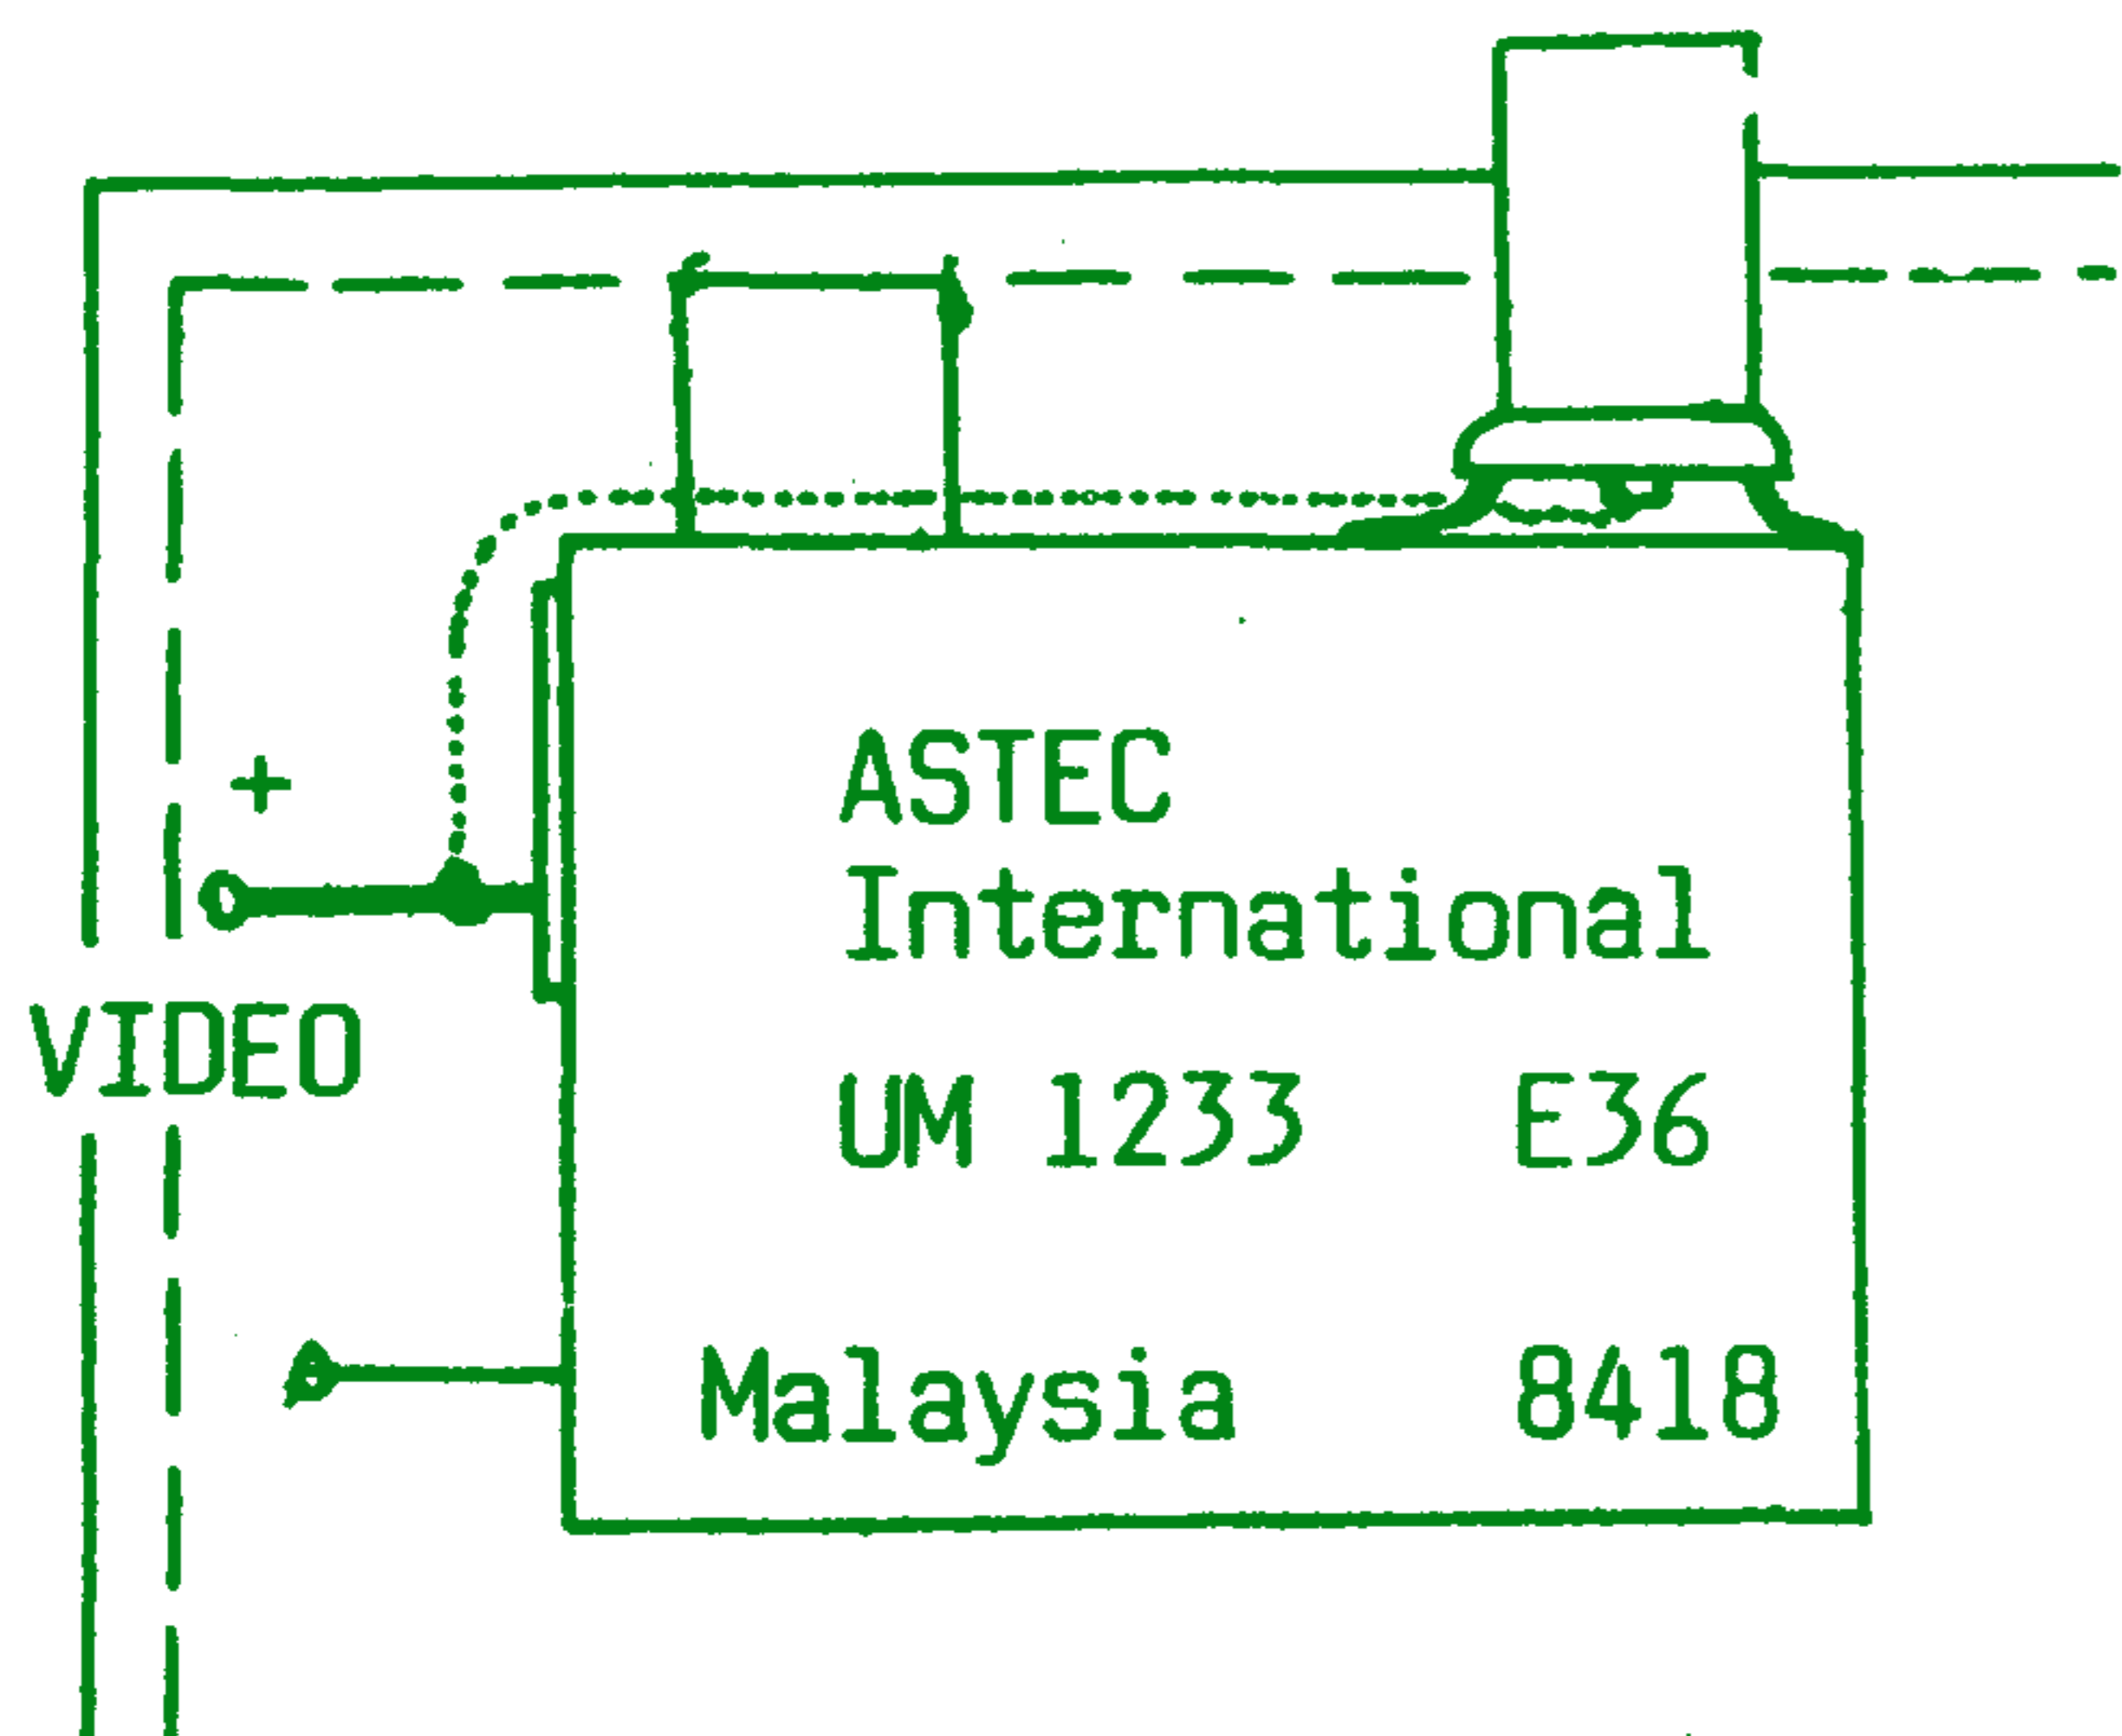 +
ASTEC
International
VIDEO
UM 1233 E36
Malaysia 8418